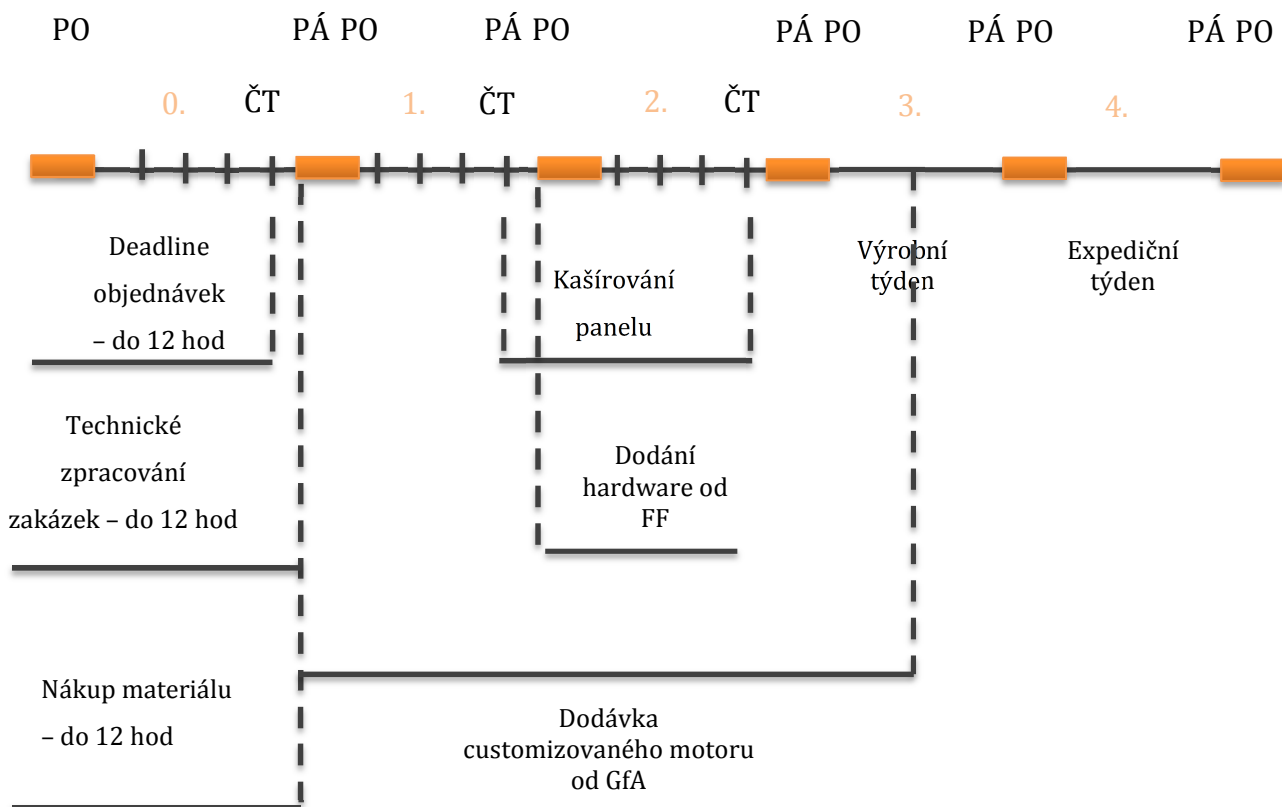 PO PÁ PO PÁ PO PÁ PO PÁ PO PÁ PO
0. ČT 1. ČT 2. ČT 3. 4.
Deadline
objednávek
– do 12 hod
Kašírování
panelu
Výrobní
týden
Expediční
týden
Technické
zpracování
zakázek – do 12 hod
Dodání
hardware od
FF
Nákup materiálu
– do 12 hod
Dodávka
customizovaného motoru
od GfA